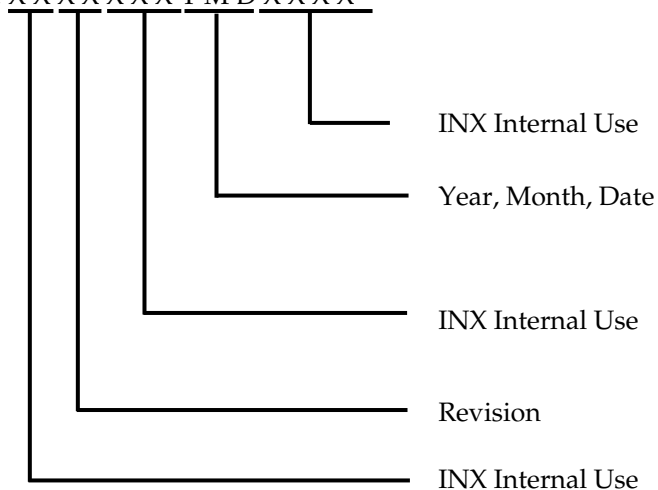 X X X X X X X Y M D X X X X
INX Internal Use
Year, Month, Date
INX Internal Use
Revision
INX Internal Use